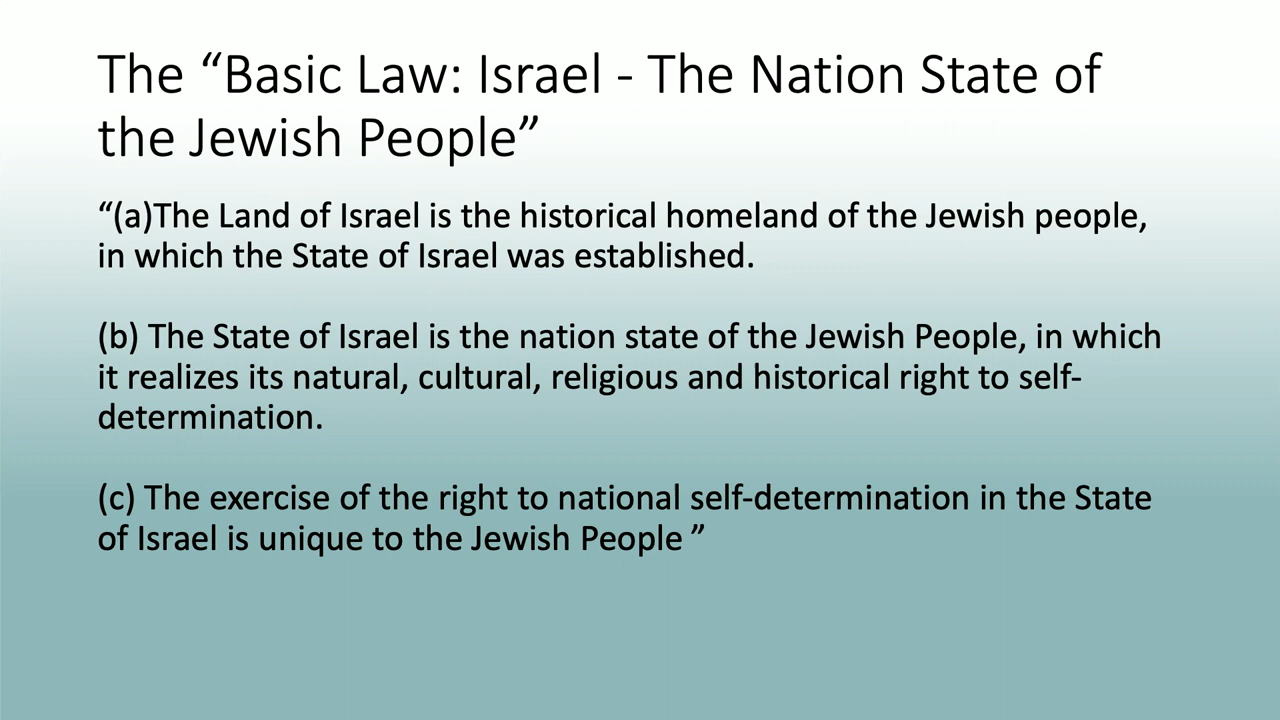 The “Basic Law: Israel - The Nation State of
the Jewish People”
“(a)The Land of Israel is the historical homeland of the Jewish people,
in which the State of Israel was established.
(b) The State of Israel is the nation state of the Jewish People, in which
it realizes its natural, cultural, religious and historical right to self-
determination.
(c) The exercise of the right to national self-determination in the State
of Israel is unique to the Jewish People ”